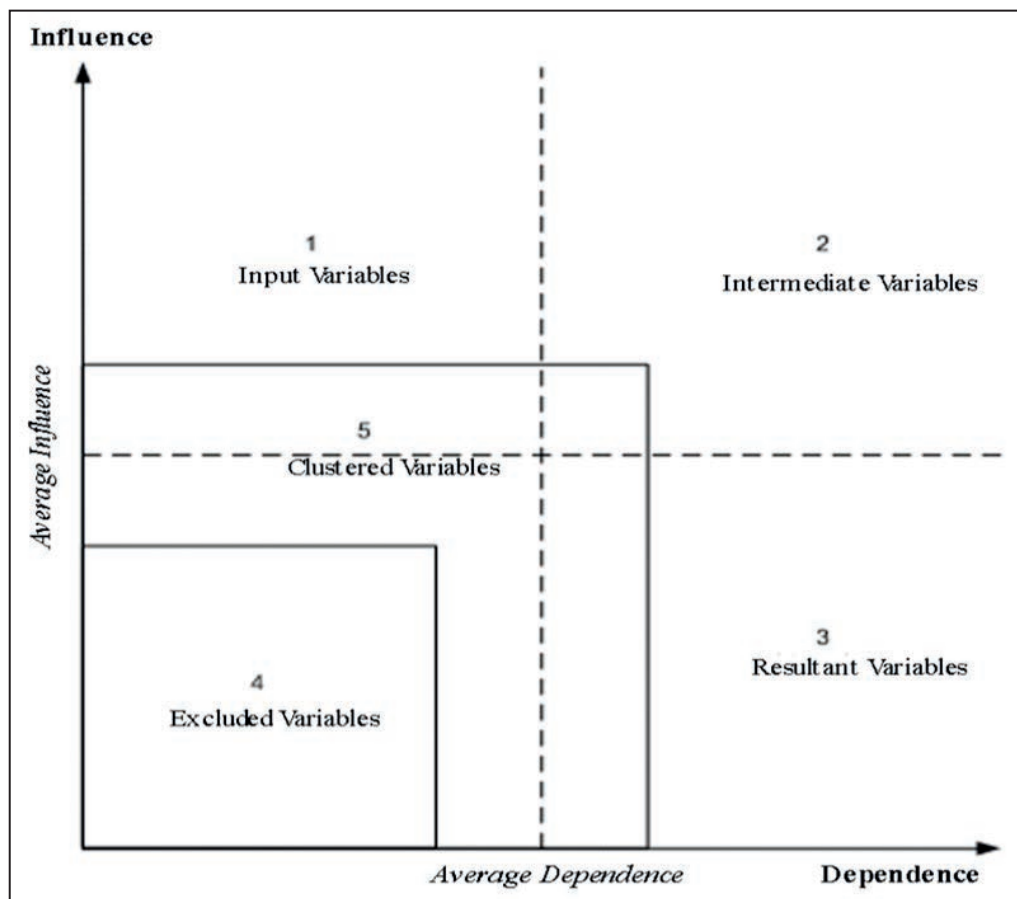 Influence
1
Input Variables
2
Intermediate Variables
Average Influence
5
Clustered Variables
3
Resultant Variables
4
Excluded Variables
Average Dependence
Dependence